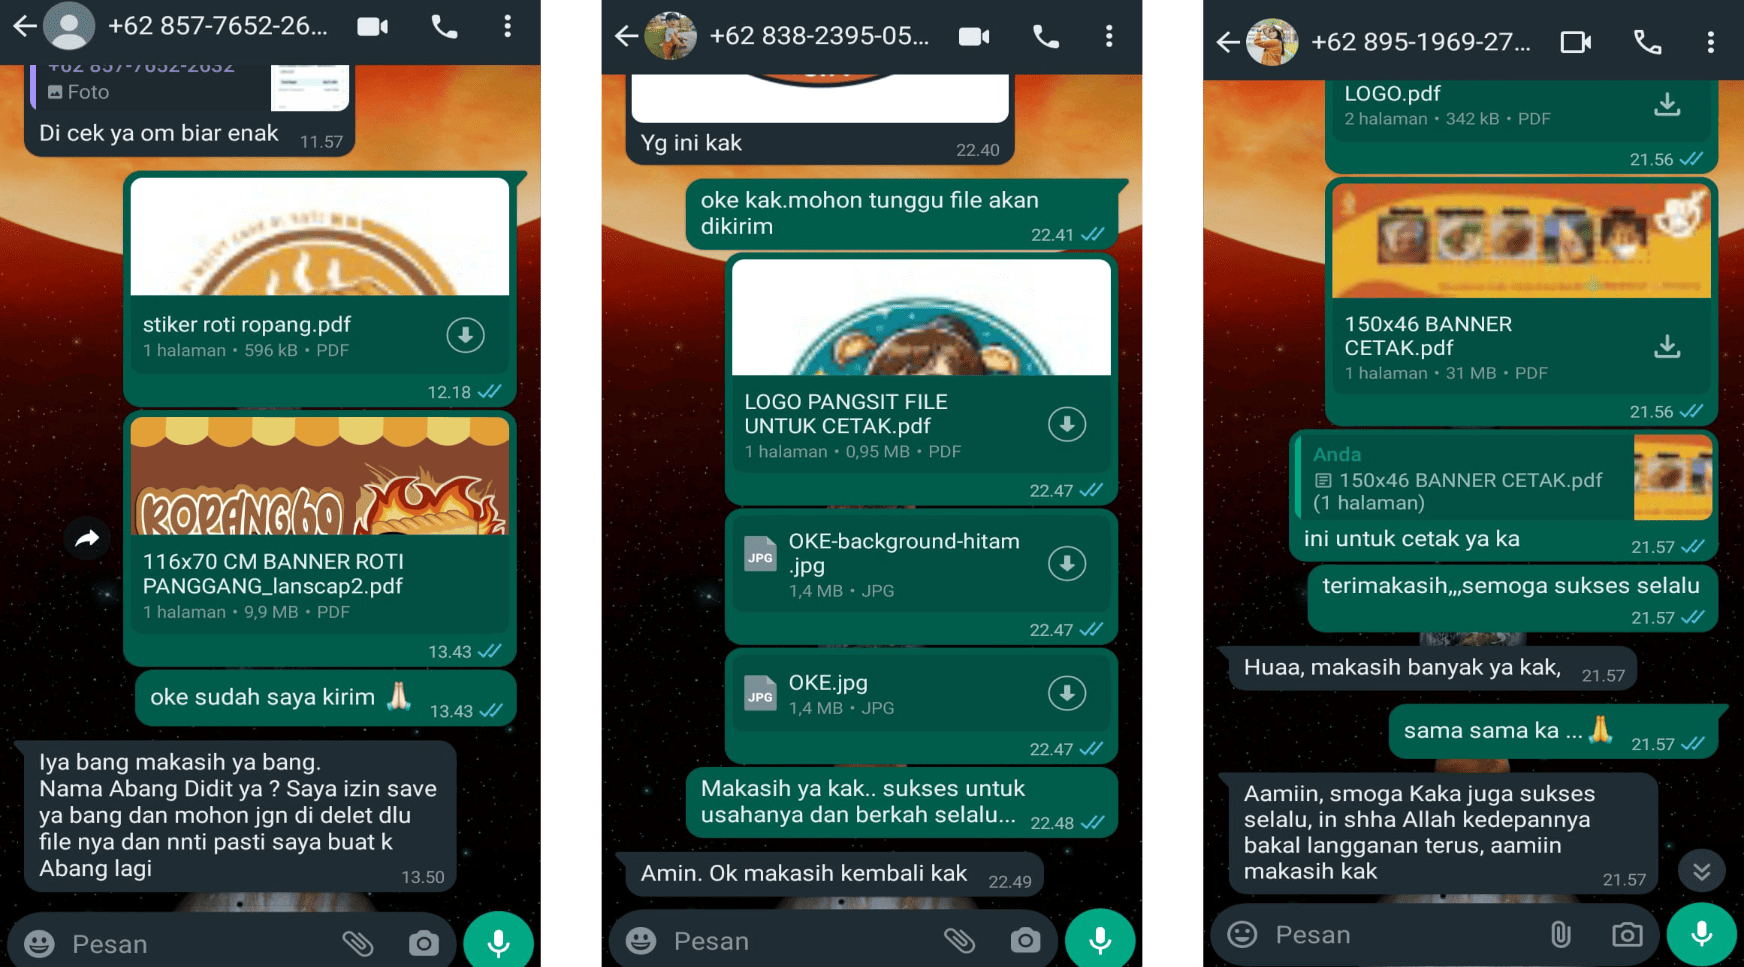 +62 857-7652-26...
+62 857-7652-2632
Foto
Di cek ya om biar enak
11.57
stiker roti ropang.pdf
1 halaman • 596 kB • PDF
12.18
ROPANG60
116x70 CM BANNER ROTI
PANGGANG_lanscap2.pdf
1 halaman • 9,9 MB • PDF
13.43
oke sudah saya kirim 🙏🏻
13.43
Iya bang makasih ya bang.
Nama Abang Didit ya ? Saya izin save
ya bang dan mohon jgn di delet dlu
file nya dan nnti pasti saya buat k
Abang lagi
13.50
Pesan
+62 838-2395-05...
Yg ini kak
22.40
oke kak.mohon tunggu file akan
dikirim
22.41
LOGO PANGSIT FILE
UNTUK CETAK.pdf
1 halaman • 0,95 MB • PDF
22.47
JPG
OKE-background-hitam
.jpg
1,4 MB • JPG
22.47
JPG
OKE.jpg
1,4 MB • JPG
22.47
Makasih ya kak.. sukses untuk
usahanya dan berkah selalu...
22.48
Amin. Ok makasih kembali kak
22.49
Pesan
+62 895-1969-27...
LOGO.pdf
2 halaman • 342 kB • PDF
21.56
150x46 BANNER
CETAK.pdf
1 halaman • 31 MB • PDF
21.56
Anda
150x46 BANNER CETAK.pdf
(1 halaman)
ini untuk cetak ya ka
21.57
terimakasih,,,semoga sukses selalu
21.57
Huaa, makasih banyak ya kak,
21.57
sama sama ka ...🙏
21.57
Aamiin, smoga Kaka juga sukses
selalu, in shha Allah kedepannya
bakal langganan terus, aamiin
makasih kak
21.57
Pesan